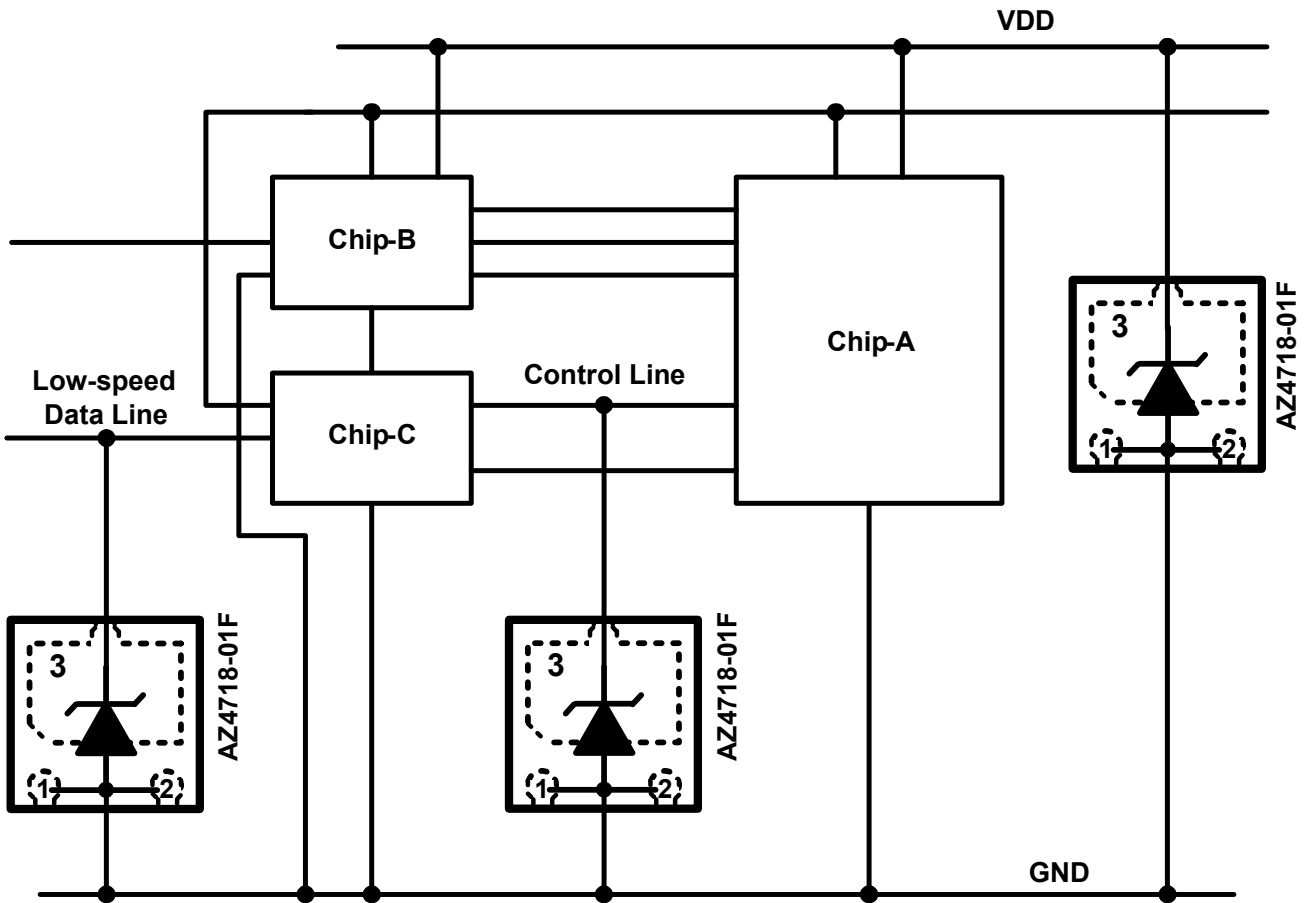 VDD
Chip-B
Chip-A
3
AZ4718-01F
1
2
Low-speed
Data Line
Control Line
Chip-C
3
AZ4718-01F
1
2
3
AZ4718-01F
1
2
GND